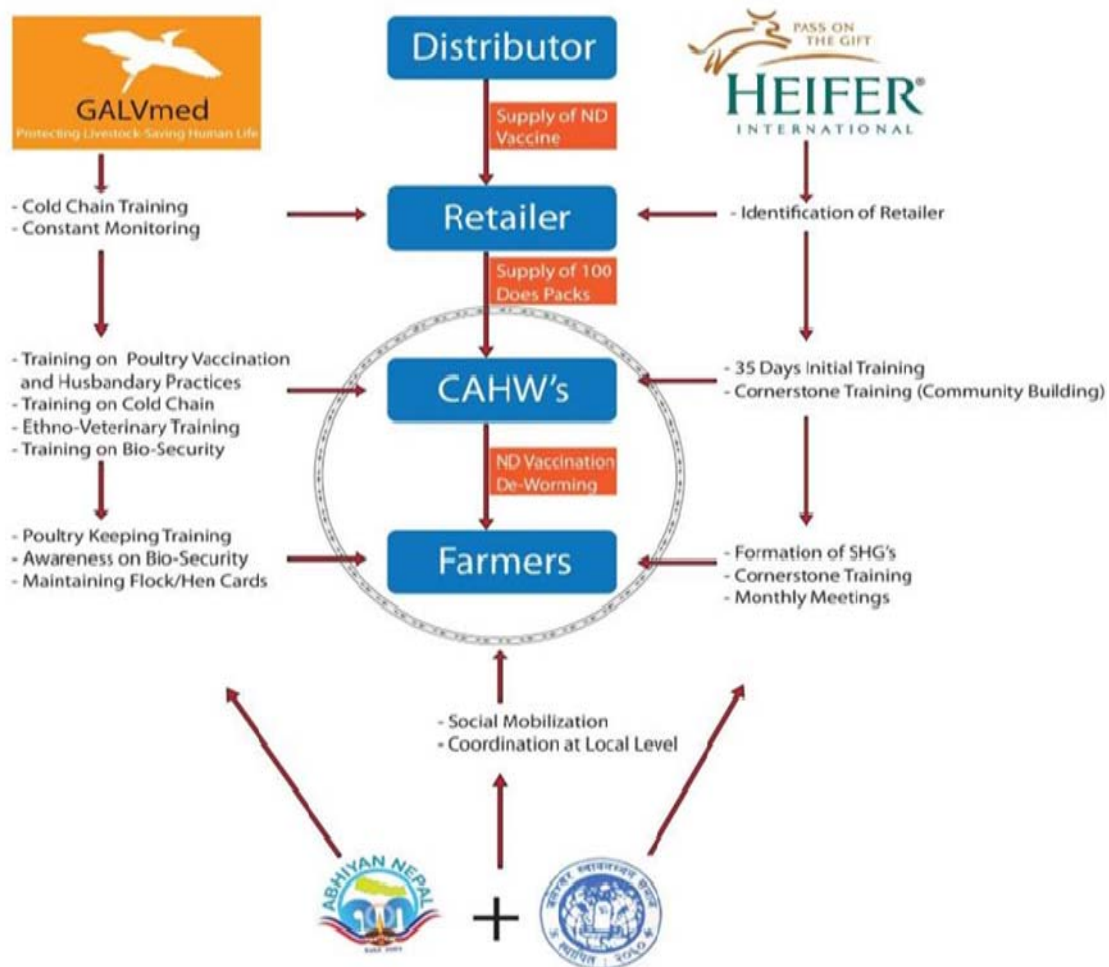 GALVmed
Protecting Livestock-Saving Human Life
Distributor
PASS ON
THE GIFT
HEIFER®
INTERNATIONAL
Supply of ND
Vaccine
- Cold Chain Training
- Constant Monitoring
Retailer
- Identification of Retailer
Supply of 100
Does Packs
- Training on Poultry Vaccination
and Husbandary Practices
- Training on Cold Chain
- Ethno-Veterinary Training
- Training on Bio-Security
CAHW's
- 35 Days Initial Training
- Cornerstone Training (Community Building)
ND Vaccination
De-Worming
- Poultry Keeping Training
- Awareness on Bio-Security
- Maintaining Flock/Hen Cards
Farmers
- Formation of SHG's
- Cornerstone Training
- Monthly Meetings
- Social Mobilization
- Coordination at Local Level
ABHIYAN NEPAL
+
स्थापित : २०६०